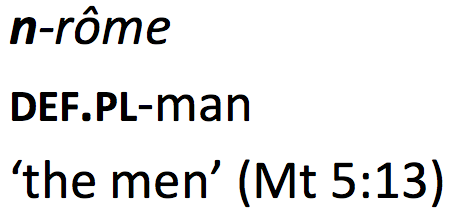 n-rôme
DEF.PL-man
‘the men’ (Mt 5:13)